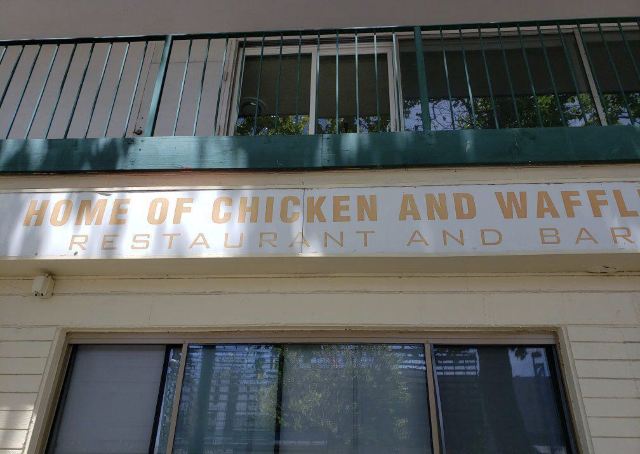 HOME OF CHICKEN AND WAFFL
RESTAURANT AND BAR